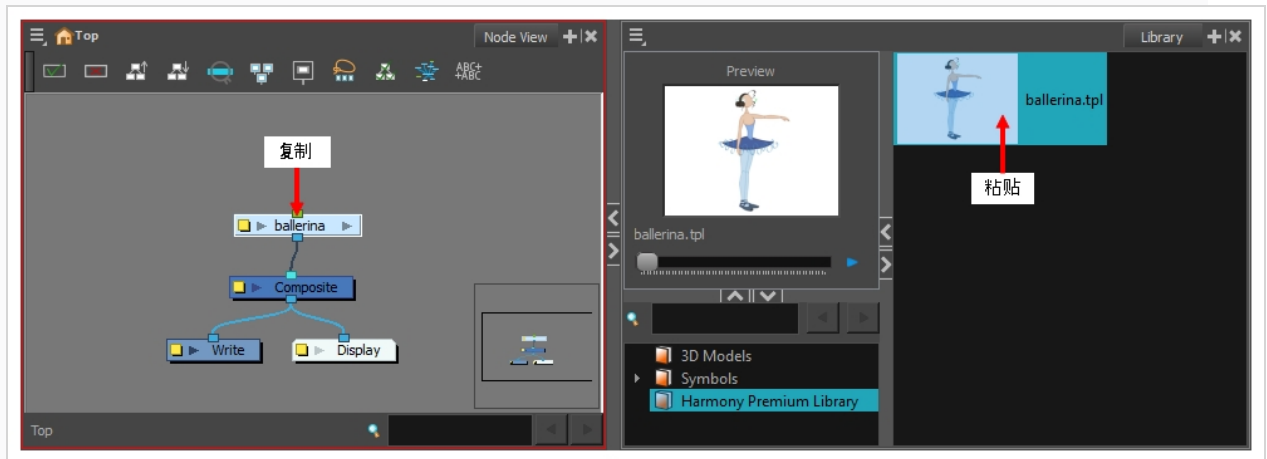 Top
Node View
ABC+
+ABC
复制
ballerina
Composite
Write
Display
Top
Library
Preview
ballerina.tpl
3D Models
Symbols
Harmony Premium Library
ballerina.tpl
粘贴